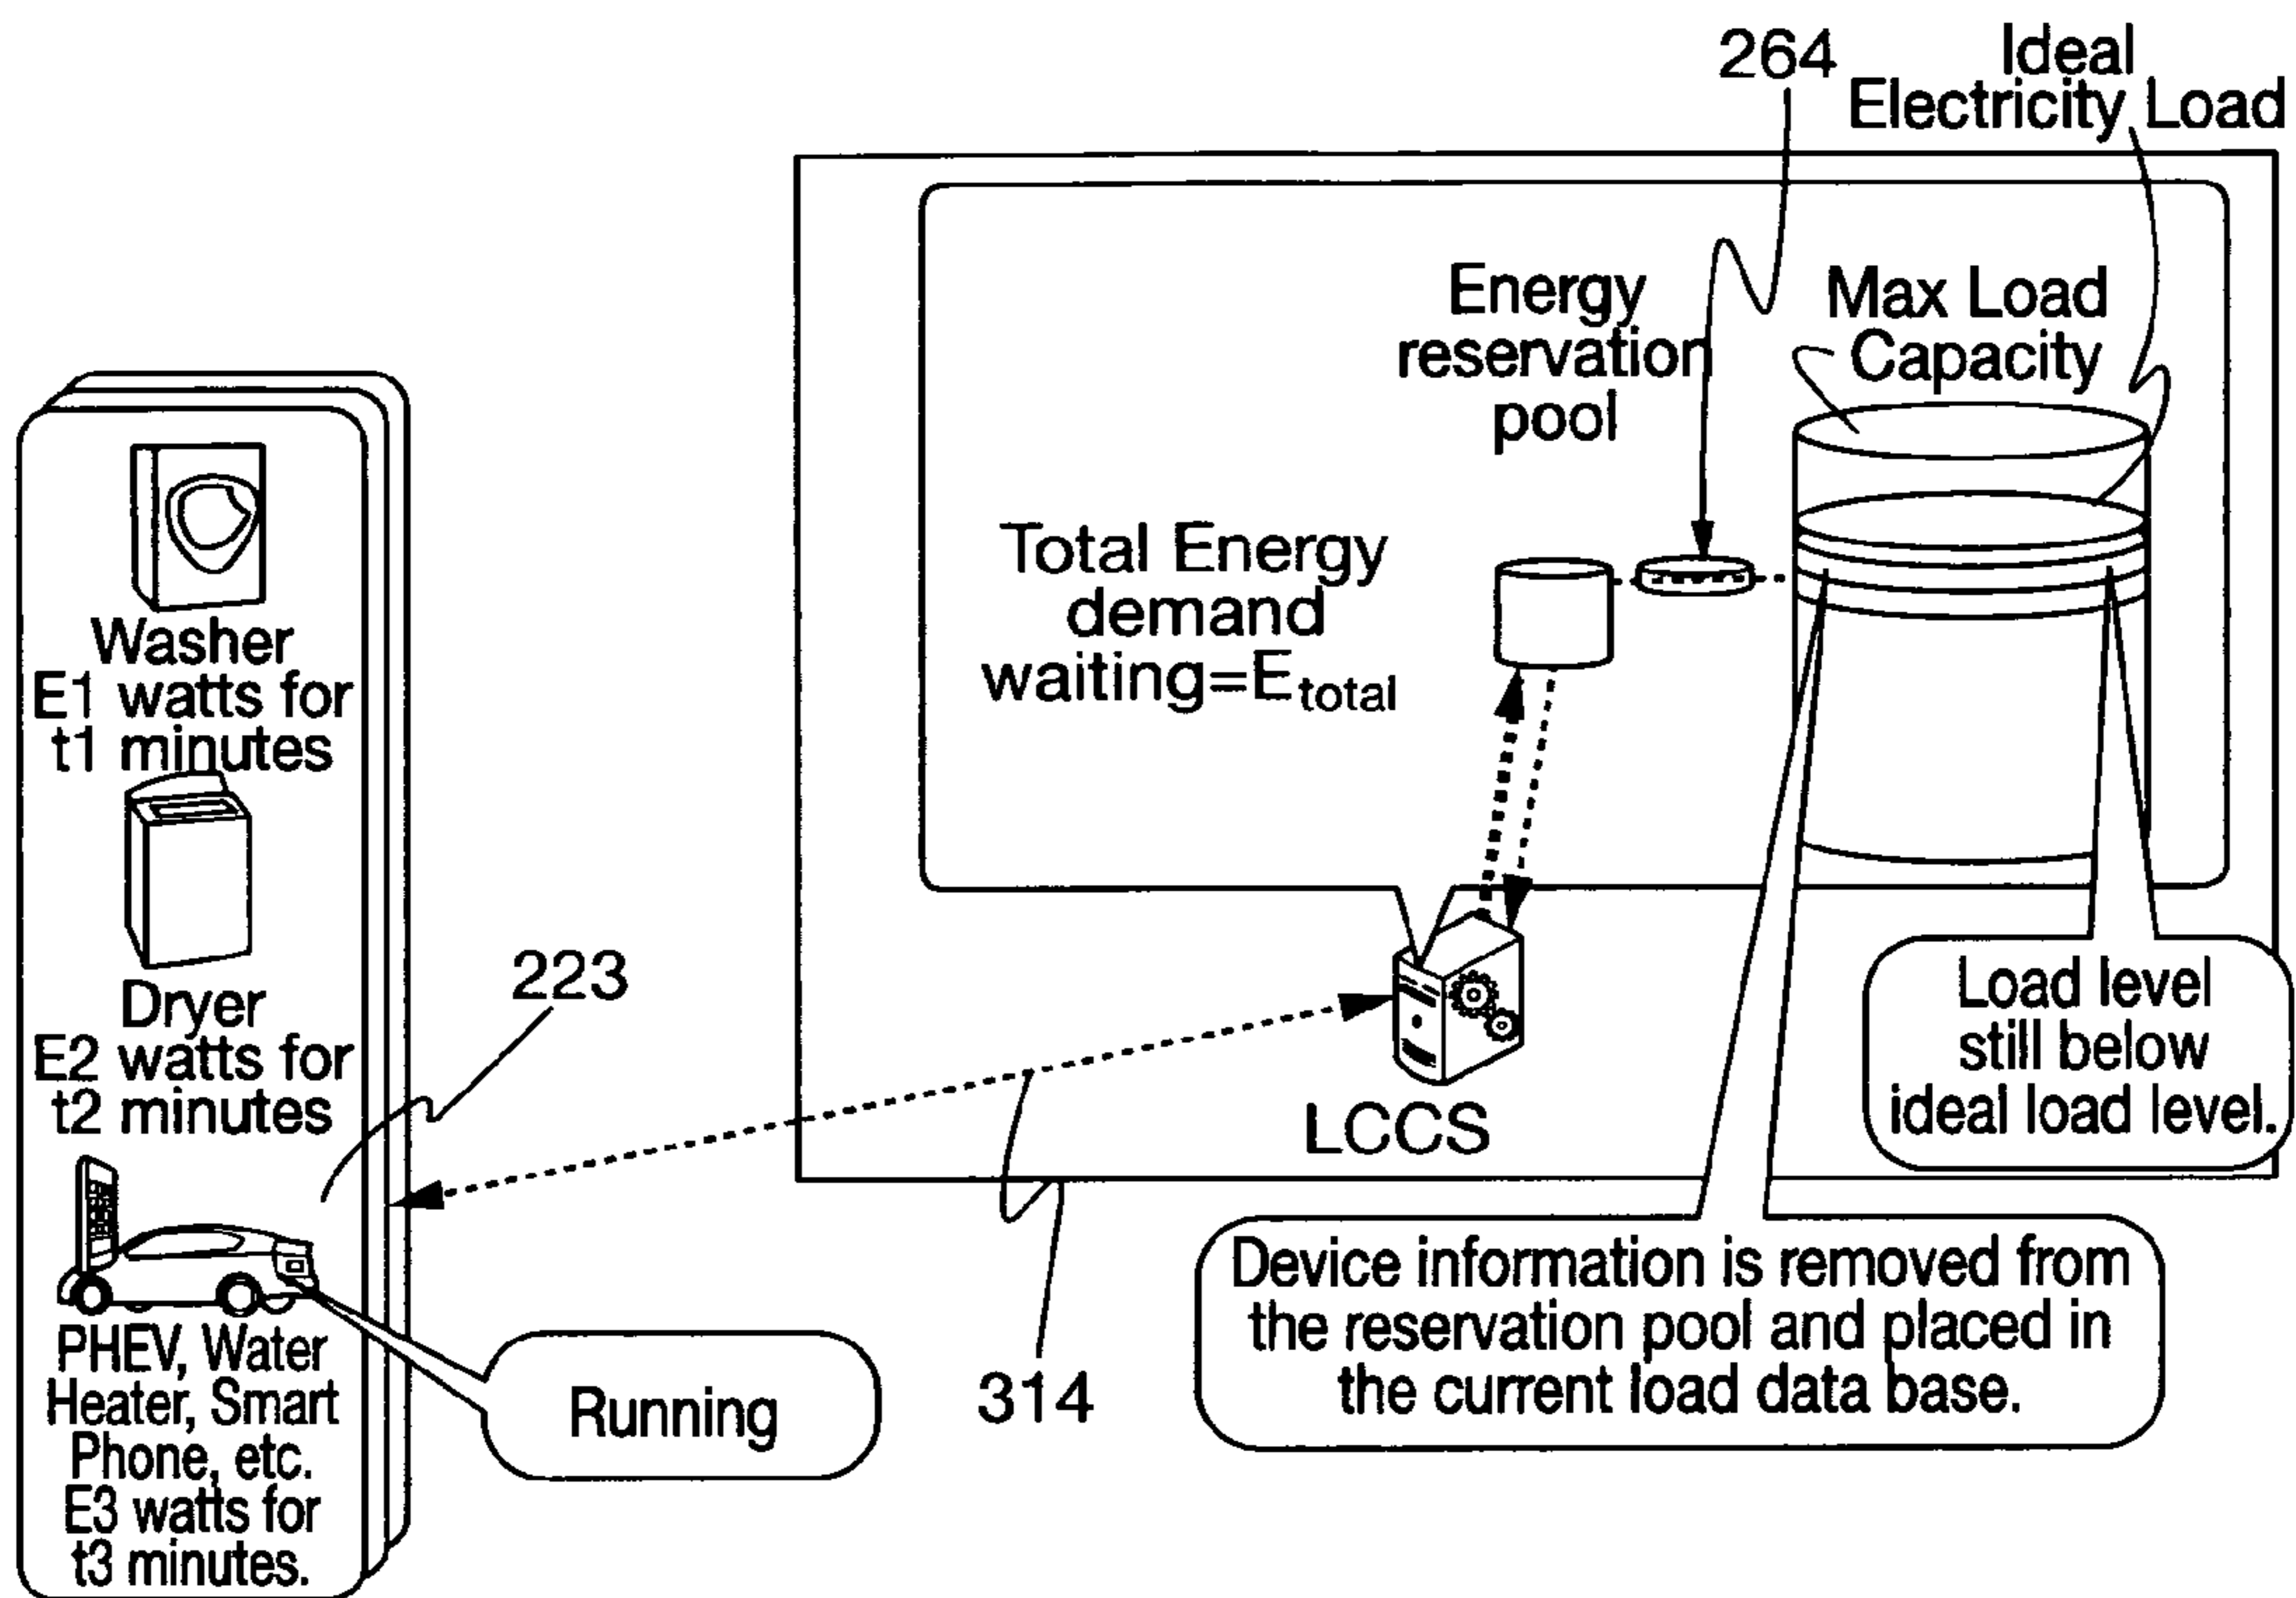 264
Ideal
Electricity Load
Energy
reservation
pool
Max Load
Capacity
Total Energy
demand
waiting=Etotal
Washer
E1 watts for
t1 minutes
Dryer
E2 watts for
t2 minutes
223
PHEV, Water
Heater, Smart
Phone, etc.
E3 watts for
t3 minutes.
Running
LCCS
314
Load level
still below
ideal load level.
Device information is removed from
the reservation pool and placed in
the current load data base.